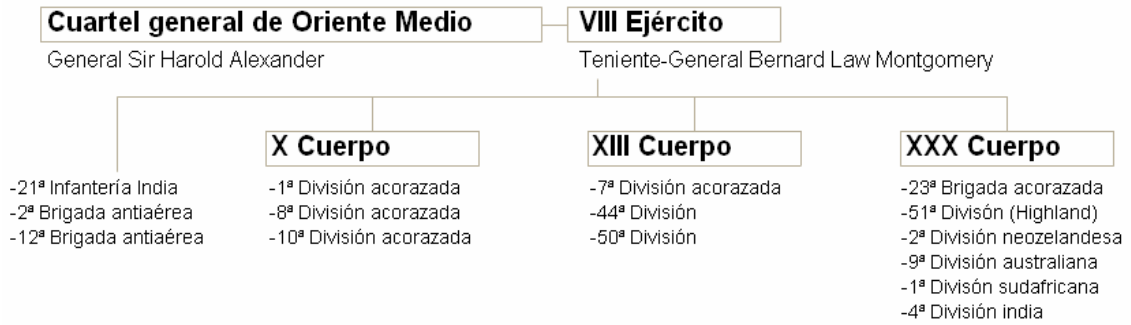 Cuartel general de Oriente Medio
VIII Ejército
General Sir Harold Alexander
Teniente-General Bernard Law Montgomery
-21ª Infantería India
-2ª Brigada antiaérea
-12ª Brigada antiaérea
X Cuerpo
-1ª División acorazada
-8ª División acorazada
-10ª División acorazada
XIII Cuerpo
-7ª División acorazada
-44ª División
-50ª División
XXX Cuerpo
-23ª Brigada acorazada
-51ª Divisón (Highland)
-2ª División neozelandesa
-9ª División australiana
-1ª Divisón sudafricana
-4ª División india